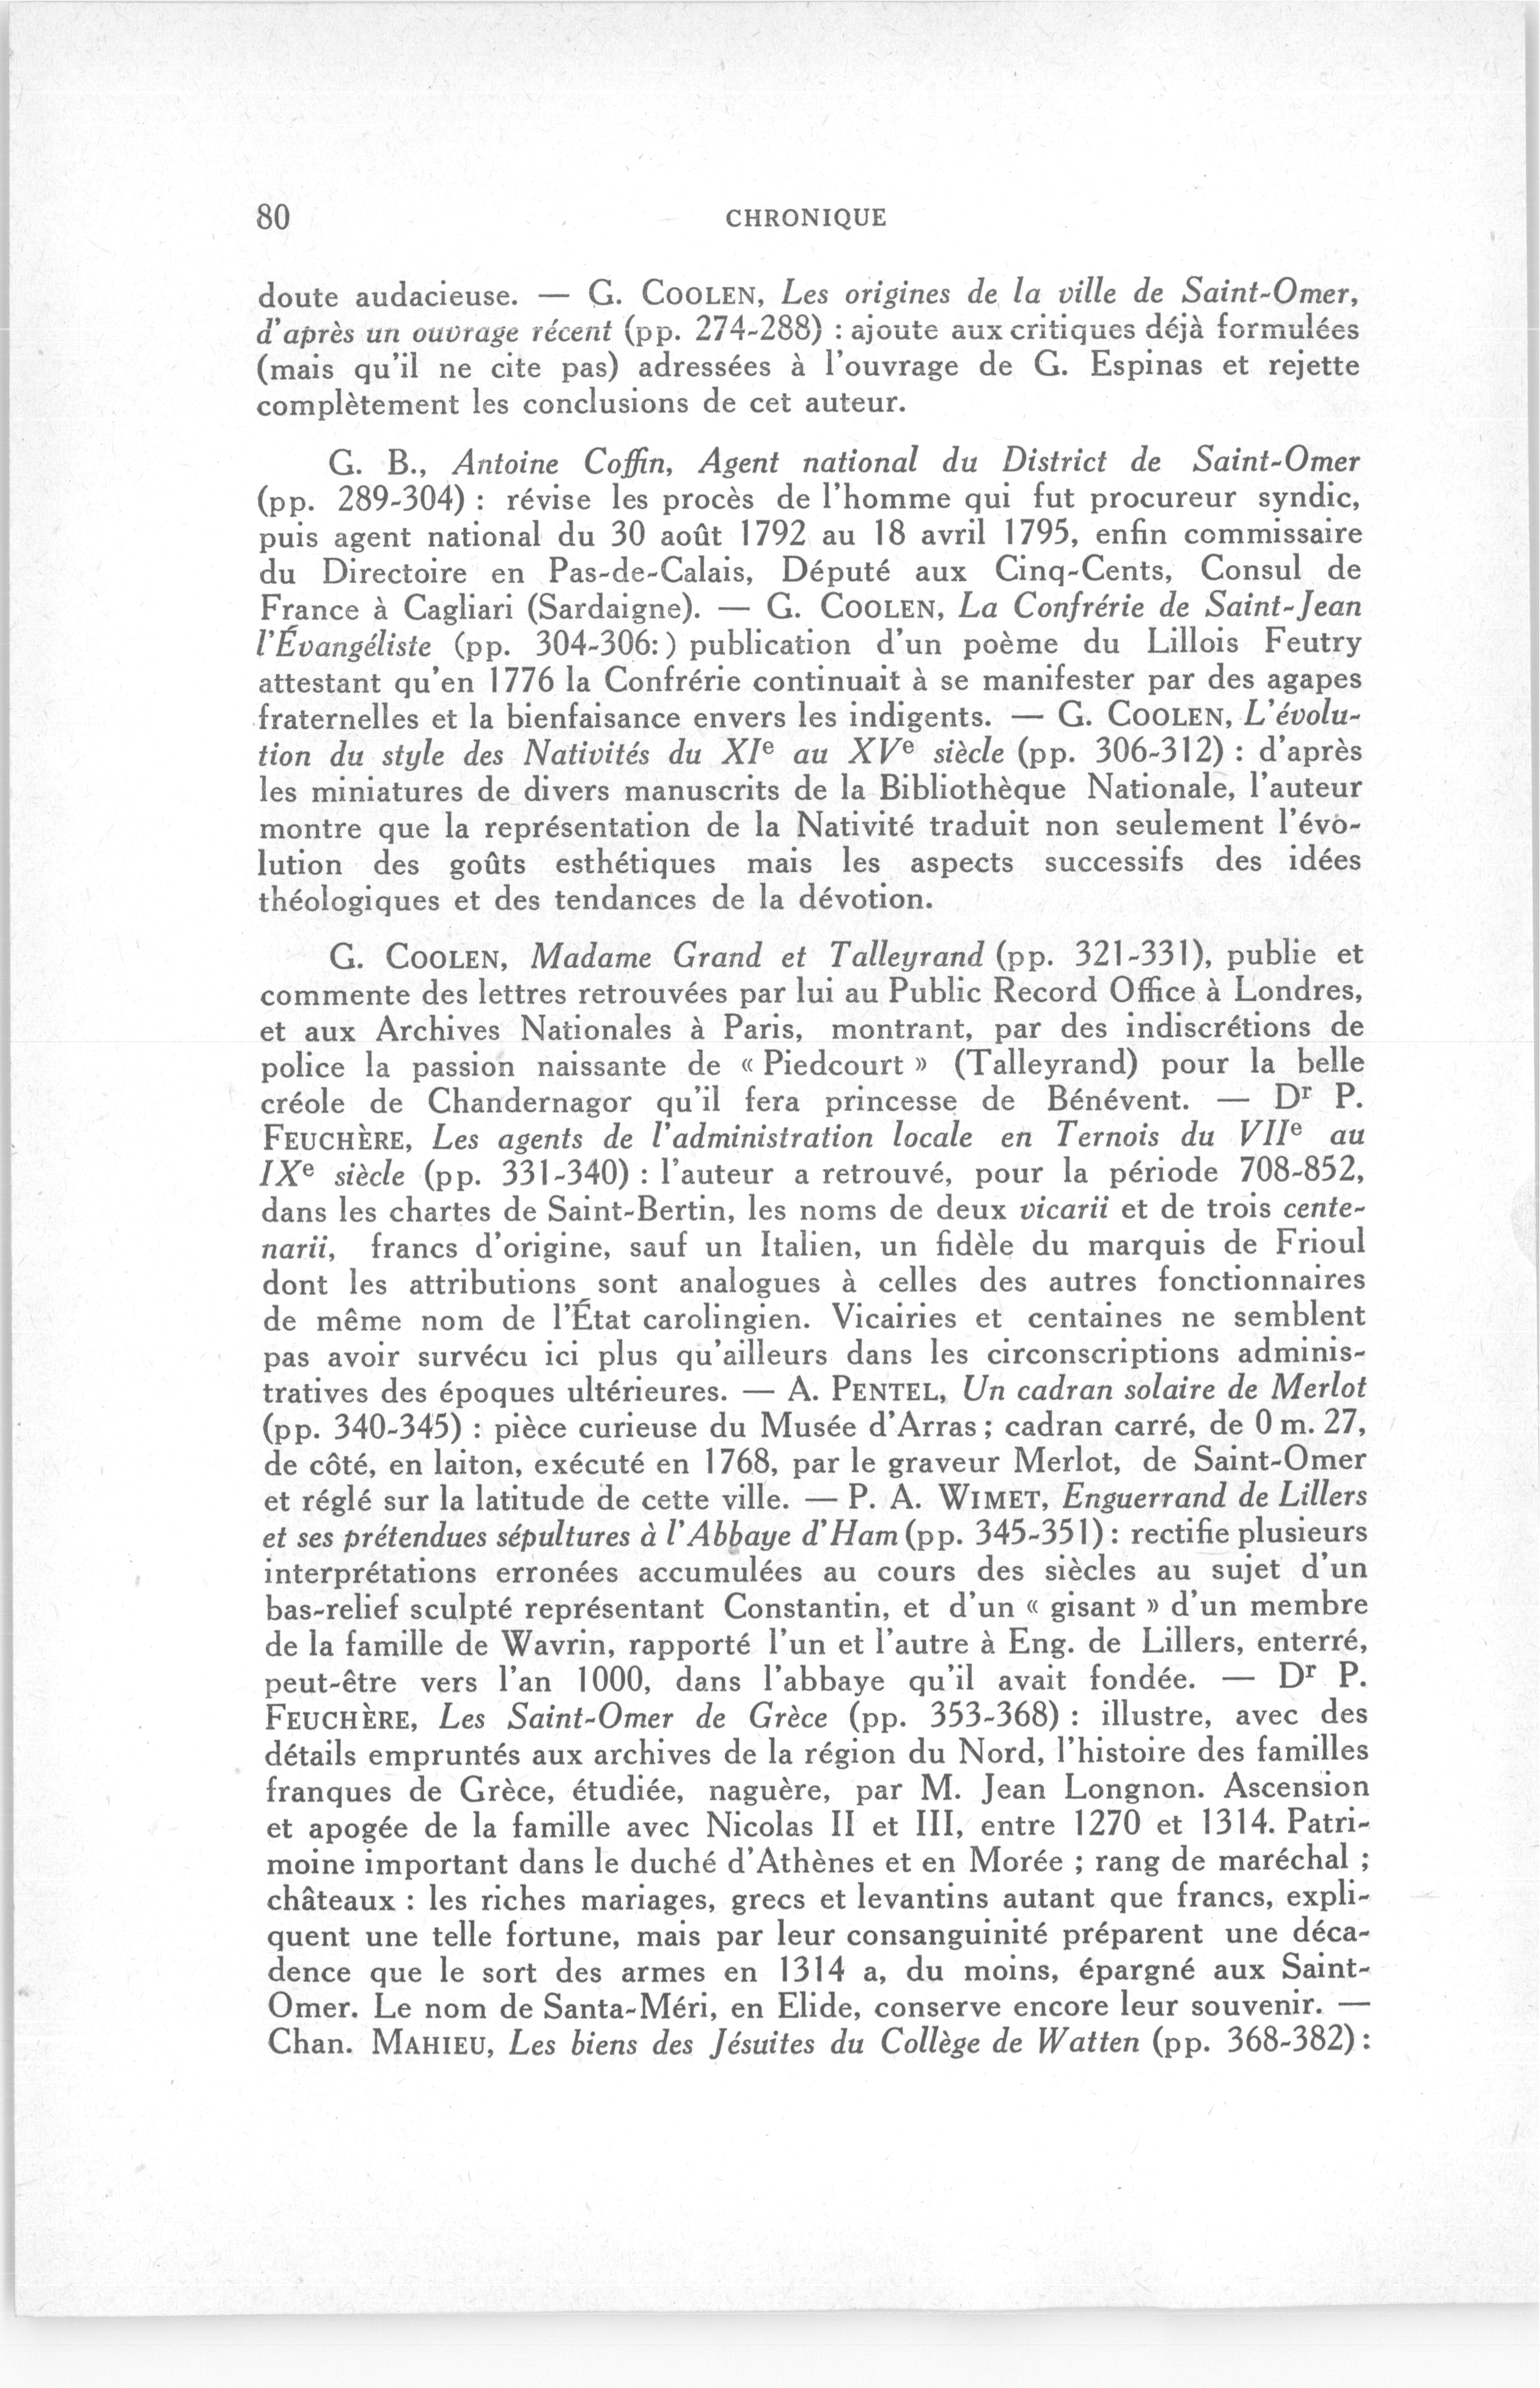 80 CHRONIQUE
doute audacieuse. — G. COOLEN, Les origines de la ville de Saint-Omer,
d'après un ouvrage récent (pp. 274-288) : ajoute aux critiques déjà formulées
(mais qu'il ne cite pas) adressées à l'ouvrage de G. Espinas et rejette
complètement les conclusions de cet auteur.
G. B., Antoine Coffin, Agent national du District de Saint-Omer
(pp. 289-304) : révise les procès de l'homme qui fut procureur syndic,
puis agent national du 30 août 1792 au 18 avril 1795, enfin commissaire
du Directoire en Pas-de-Calais, Député aux Cinq-Cents, Consul de
France à Cagliari (Sardaigne). — G. COOLEN, La Confrérie de Saint-Jean
l'Évangéliste (pp. 304-306:) publication d'un poème du Lillois Feutry
attestant qu'en 1776 la Confrérie continuait à se manifester par des agapes
fraternelles et la bienfaisance envers les indigents. — G. COOLEN, L'évolu-
tion du style des Nativités du XIe au XVe siècle (pp. 306-312) : d'après
les miniatures de divers manuscrits de la Bibliothèque Nationale, l'auteur
montre que la représentation de la Nativité traduit non seulement l'évo-
lution des goûts esthétiques mais les aspects successifs des idées
théologiques et des tendances de la dévotion.
G. COOLEN, Madame Grand et Talleyrand (pp. 321-331), publie et
commente des lettres retrouvées par lui au Public Record Office à Londres,
et aux Archives Nationales à Paris, montrant, par des indiscrétions de
police la passion naissante de « Piedcourt » (Talleyrand) pour la belle
créole de Chandernagor qu'il fera princesse de Bénévent. — Dr P.
FEUCHÈRE, Les agents de l'administration locale en Ternois du VIIe au
IXe siècle (pp. 331-340) : l'auteur a retrouvé, pour la période 708-852,
dans les chartes de Saint-Bertin, les noms de deux vicarii et de trois cente-
narii, francs d'origine, sauf un Italien, un fidèle du marquis de Frioul
dont les attributions sont analogues à celles des autres fonctionnaires
de même nom de l'État carolingien. Vicairies et centaines ne semblent
pas avoir survécu ici plus qu'ailleurs dans les circonscriptions adminis-
tratives des époques ultérieures. — A. PENTEL, Un cadran solaire de Merlot
(pp. 340-345) : pièce curieuse du Musée d'Arras ; cadran carré, de 0 m. 27,
de côté, en laiton, exécuté en 1768, par le graveur Merlot, de Saint-Omer
et réglé sur la latitude de cette ville. — P. A. WIMET, Enguerrand de Lillers
et ses prétendues sépultures à l'Abbaye d'Ham (pp. 345-351) : rectifie plusieurs
interprétations erronées accumulées au cours des siècles au sujet d'un
bas-relief sculpté représentant Constantin, et d'un « gisant » d'un membre
de la famille de Wavrin, rapporté l'un et l'autre à Eng. de Lillers, enterré,
peut-être vers l'an 1000, dans l'abbaye qu'il avait fondée. — Dr P.
FEUCHÈRE, Les Saint-Omer de Grèce (pp. 353-368) : illustre, avec des
détails empruntés aux archives de la région du Nord, l'histoire des familles
franques de Grèce, étudiée, naguère, par M. Jean Longnon. Ascension
et apogée de la famille avec Nicolas II et III, entre 1270 et 1314. Patri-
moine important dans le duché d'Athènes et en Morée ; rang de maréchal ;
châteaux : les riches mariages, grecs et levantins autant que francs, expli-
quent une telle fortune, mais par leur consanguinité préparent une déca-
dence que le sort des armes en 1314 a, du moins, épargné aux Saint-
Omer. Le nom de Santa-Méri, en Elide, conserve encore leur souvenir. —
Chan. MAHIEU, Les biens des Jésuites du Collège de Watten (pp. 368-382) :